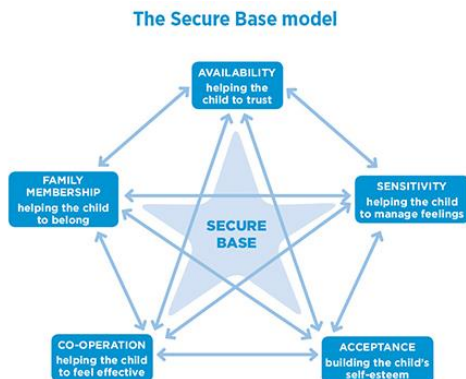 The Secure Base model
AVAILABILITY
helping the
child to trust
FAMILY
MEMBERSHIP
helping the child
to belong
SENSITIVITY
helping the child
to manage feelings
SECURE
BASE
CO-OPERATION
helping the child
to feel effective
ACCEPTANCE
building the child's
self-esteem